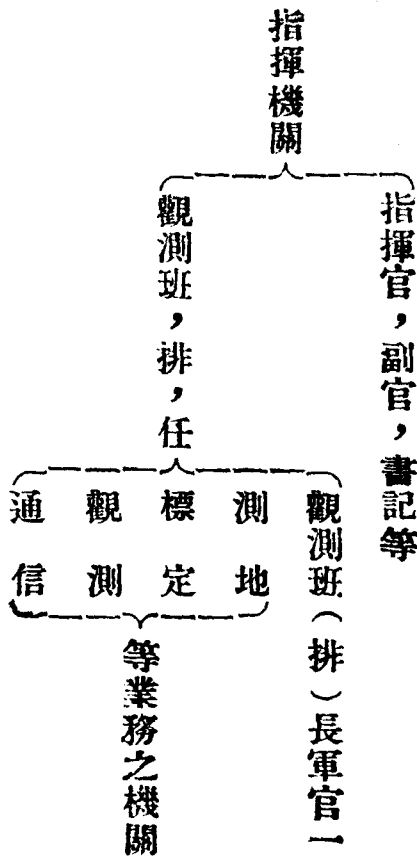 指揮機關
指揮官，副官，書記等
觀測班，排，任
觀測班（排）長軍官一
測地
標定
觀測
通信
等業務之機關